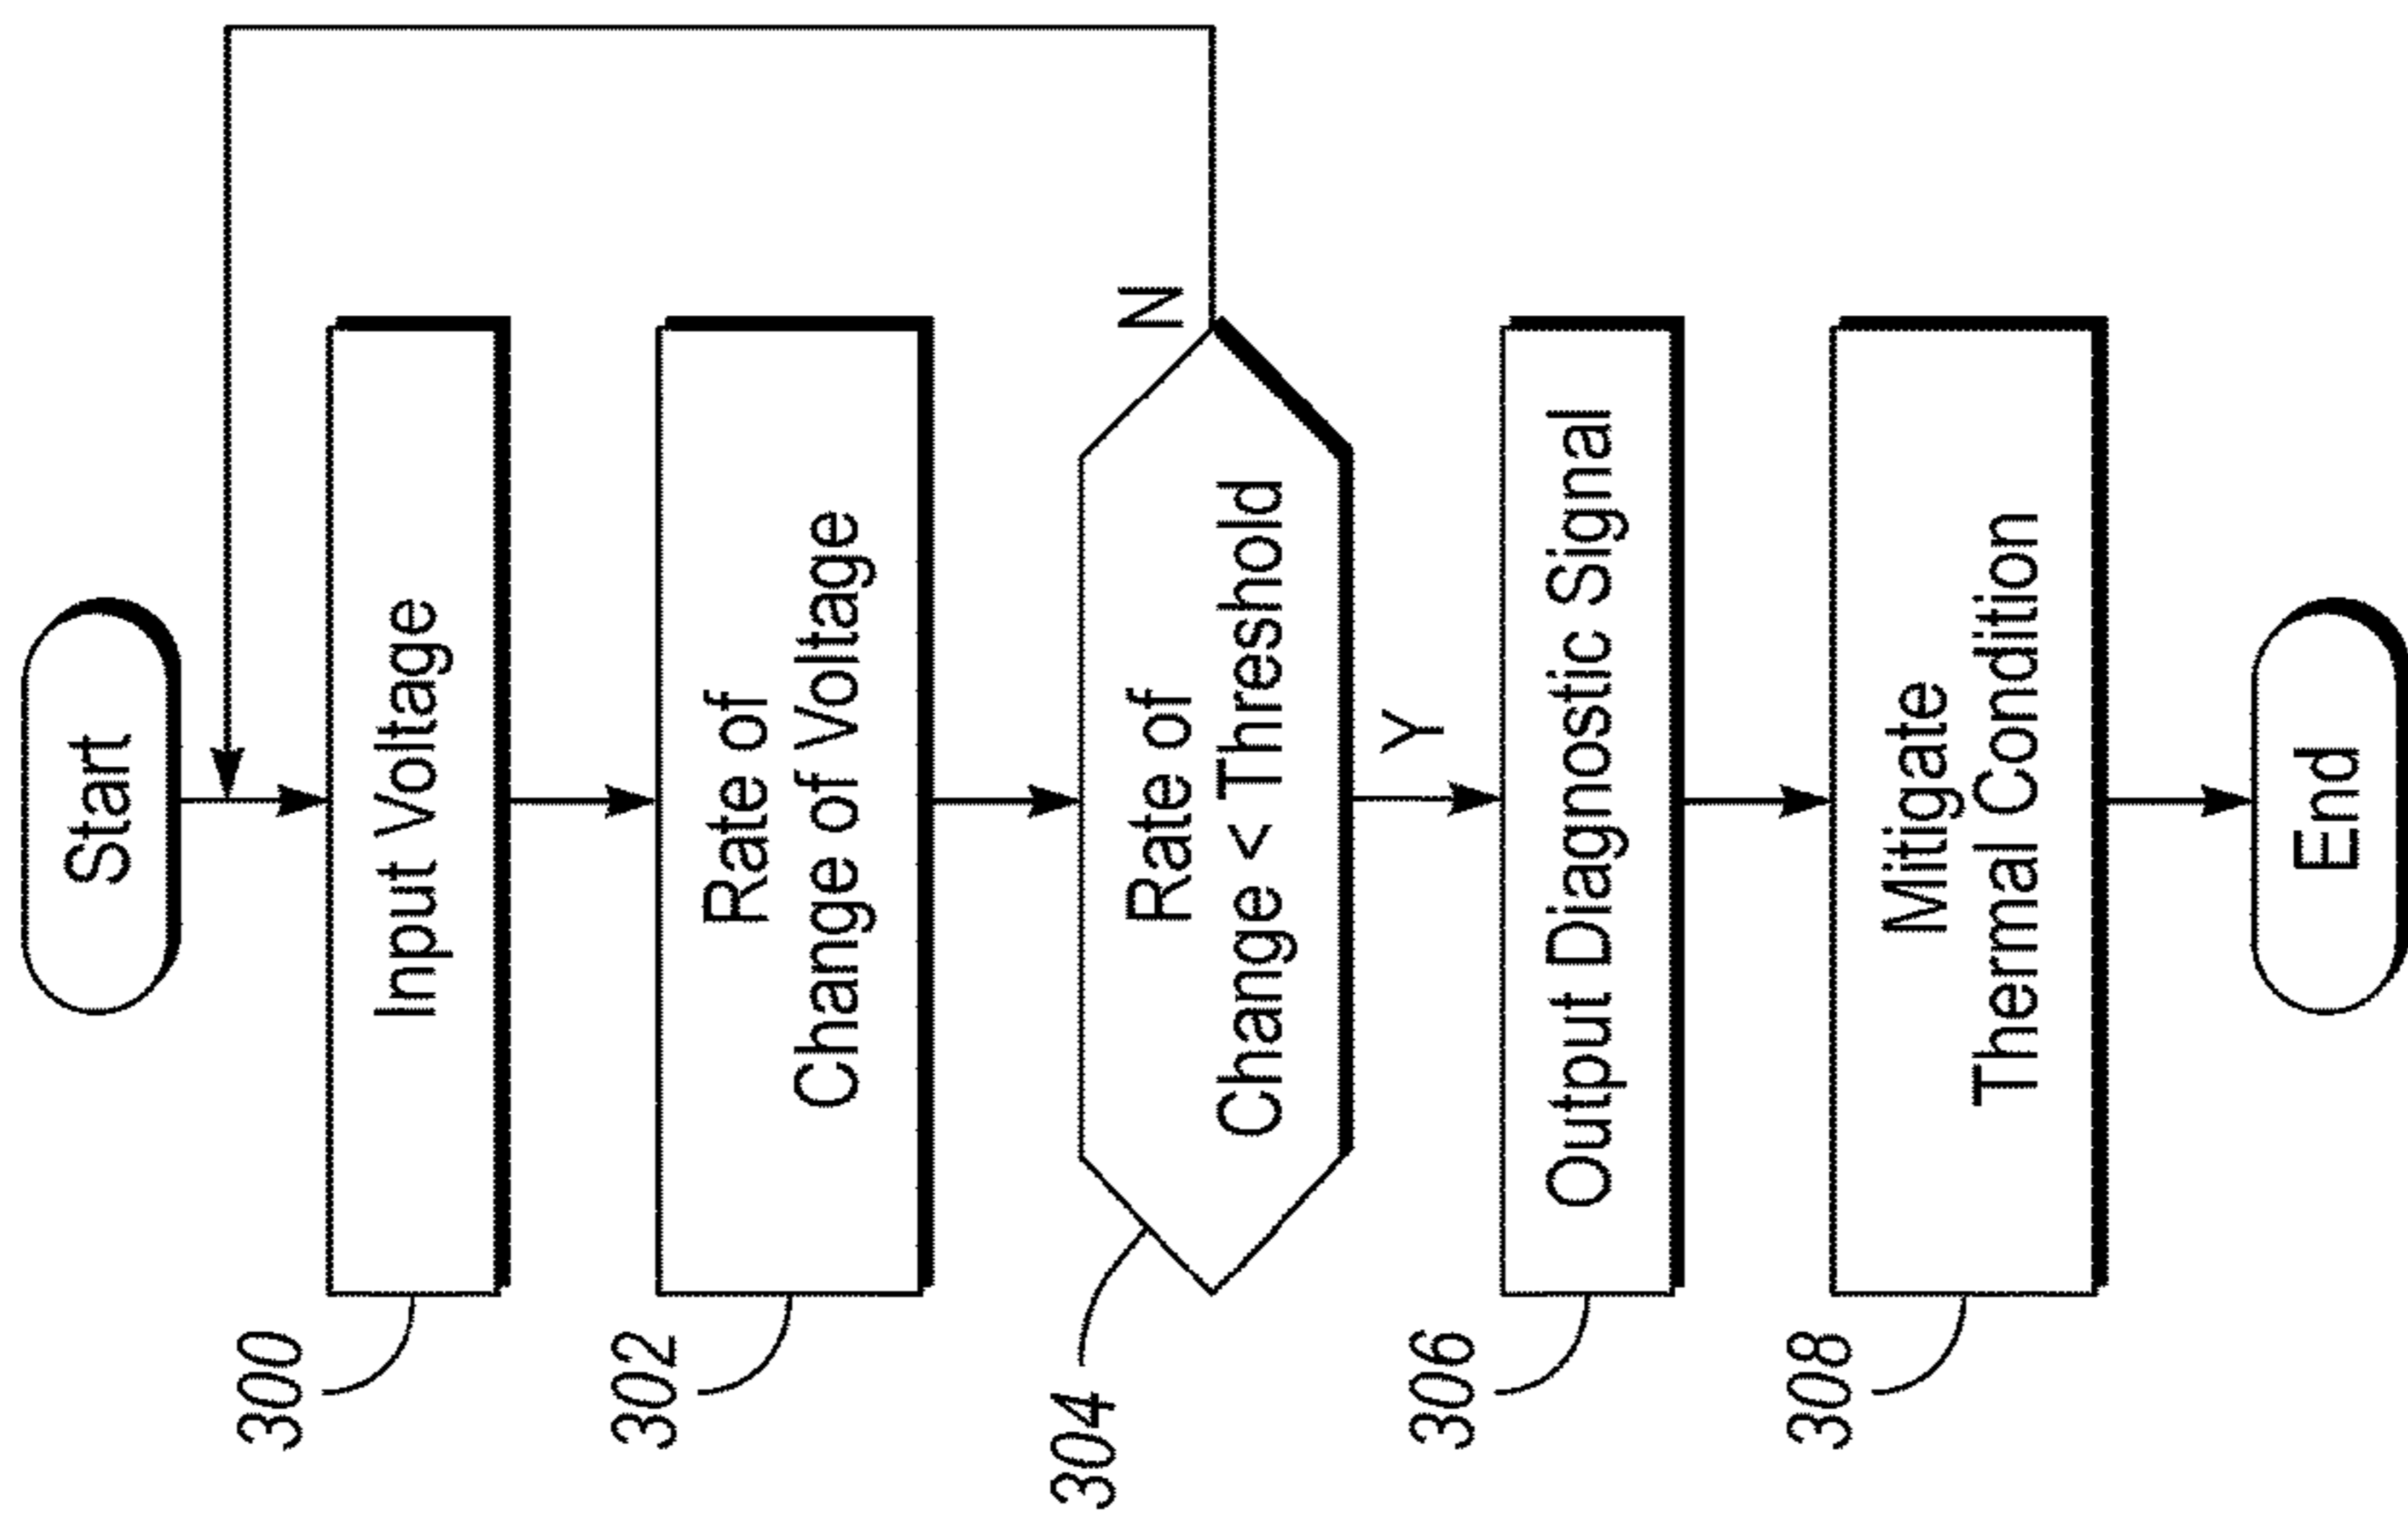 Start
300
Input Voltage
302
Rate of
Change of Voltage
304
Rate of
Change < Threshold
N
Y
306
Output Diagnostic Signal
308
Mitigate
Thermal Condition
End